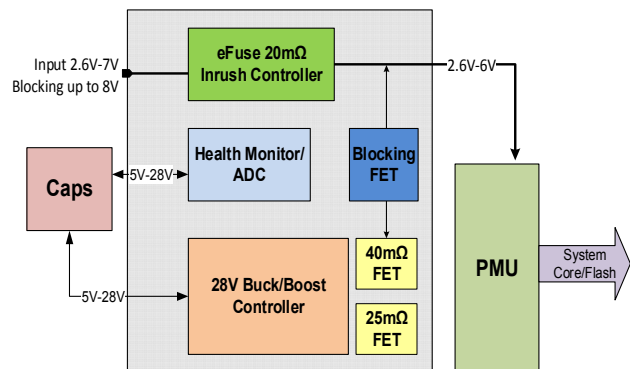 eFuse 20mΩ
Inrush Controller
Input 2.6V-7V
Blocking up to 8V
2.6V-6V
Health Monitor/
ADC
Blocking
FET
5V-28V
Caps
PMU
System
Core/Flash
28V Buck/Boost
Controller
40mΩ
FET
5V-28V
25mΩ
FET